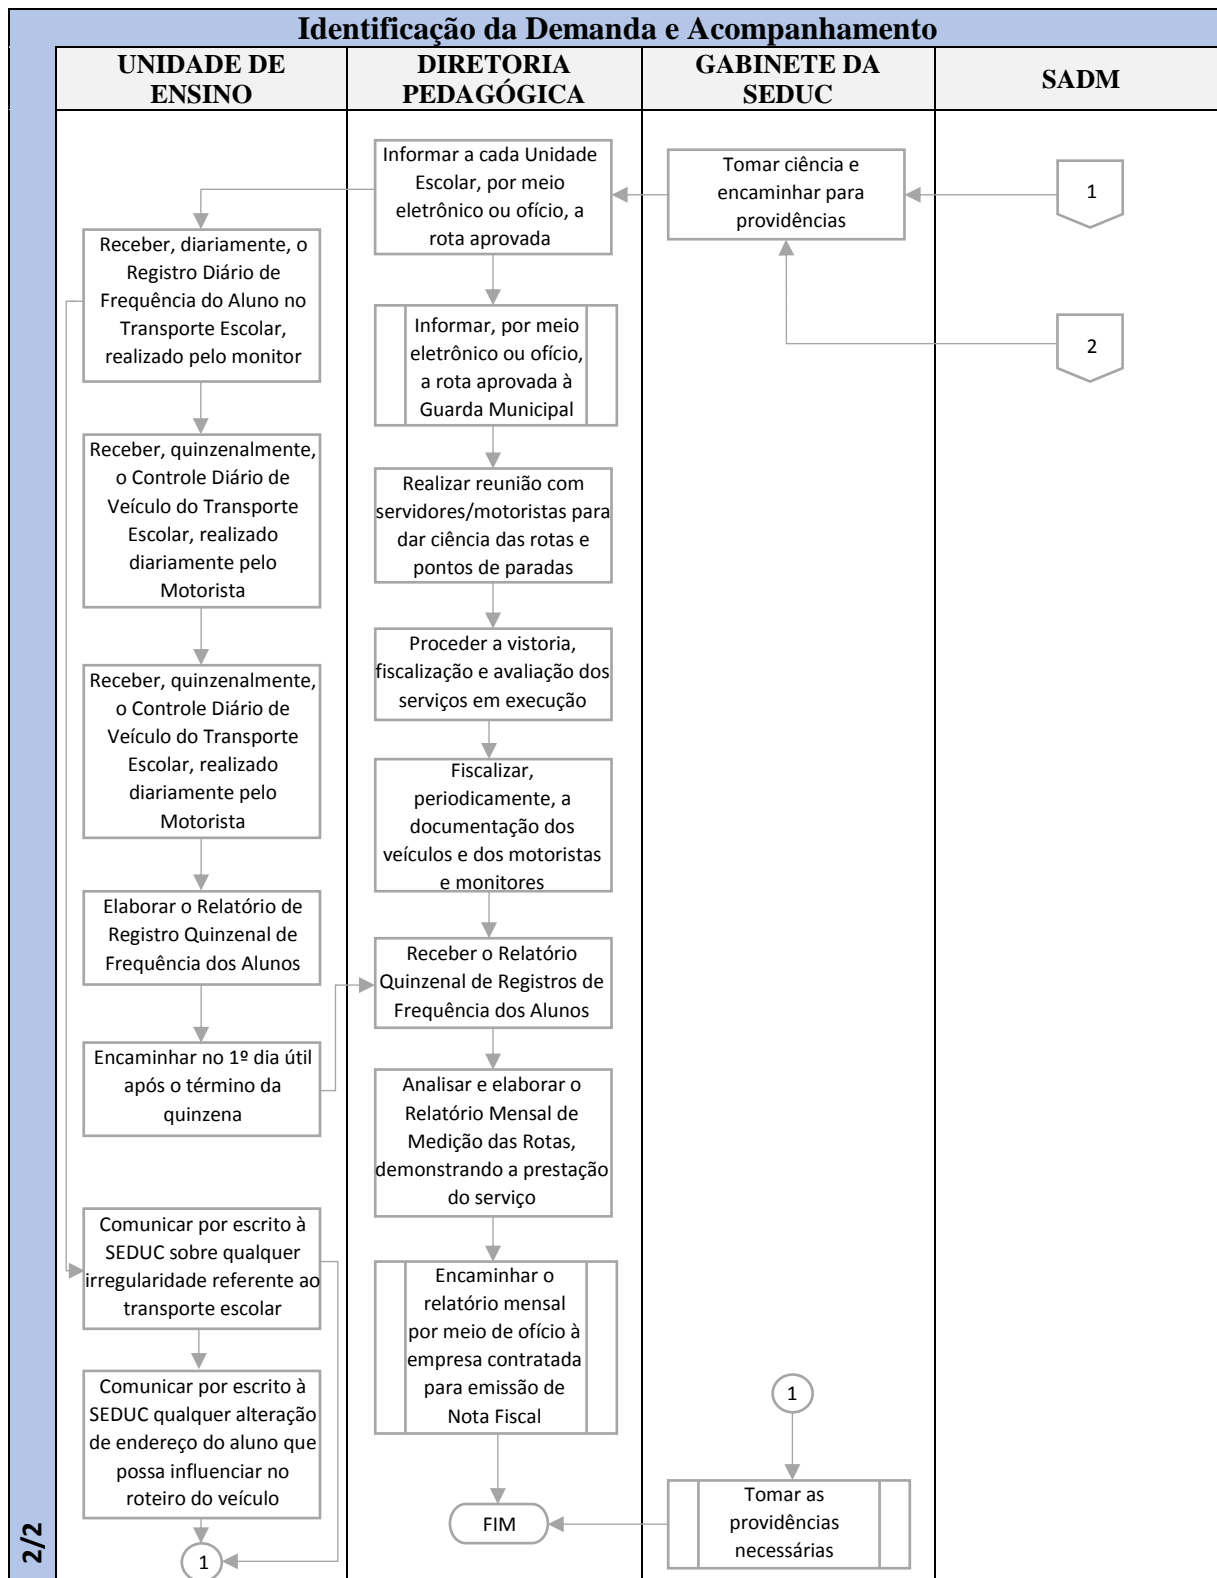 Identificação da Demanda e Acompanhamento
UNIDADE DE
ENSINO
DIRETORIA
PEDAGÓGICA
GABINETE DA
SEDUC
SADM
Receber, diariamente, o
Registro Diário de
Frequência do Aluno no
Transporte Escolar,
realizado pelo monitor
Receber, quinzenalmente,
o Controle Diário de
Veículo do Transporte
Escolar, realizado
diariamente pelo
Motorista
Receber, quinzenalmente,
o Controle Diário de
Veículo do Transporte
Escolar, realizado
diariamente pelo
Motorista
Elaborar o Relatório de
Registro Quinzenal de
Frequência dos Alunos
Encaminhar no 1º dia útil
após o término da
quinzena
Comunicar por escrito à
SEDUC sobre qualquer
irregularidade referente ao
transporte escolar
Comunicar por escrito à
SEDUC qualquer alteração
de endereço do aluno que
possa influenciar no
roteiro do veículo
1
Informar a cada Unidade
Escolar, por meio
eletrônico ou ofício, a
rota aprovada
Informar, por meio
eletrônico ou ofício,
a rota aprovada à
Guarda Municipal
Realizar reunião com
servidores/motoristas para
dar ciência das rotas e
pontos de paradas
Proceder a vistoria,
fiscalização e avaliação dos
serviços em execução
Fiscalizar,
periodicamente, a
documentação dos
veículos e dos motoristas
e monitores
Receber o Relatório
Quinzenal de Registros de
Frequência dos Alunos
Analisar e elaborar o
Relatório Mensal de
Medição das Rotas,
demonstrando a prestação
do serviço
Encaminhar o
relatório mensal
por meio de ofício à
empresa contratada
para emissão de
Nota Fiscal
FIM
Tomar ciência e
encaminhar para
providências
1
Tomar as
providências
necessárias
1
2
2/2